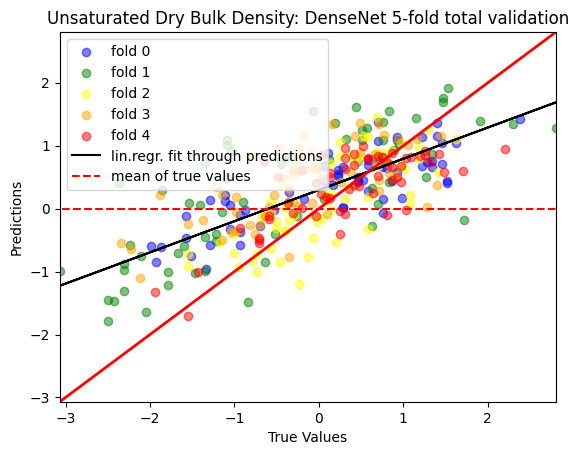 Unsaturated Dry Bulk Density: DenseNet 5-fold total validation
fold 0
fold 1
fold 2
fold 3
fold 4
lin.regr. fit through predictions
mean of true values
Predictions
2
1
0
−1
−2
−3
−3
−2
−1
0
1
2
True Values